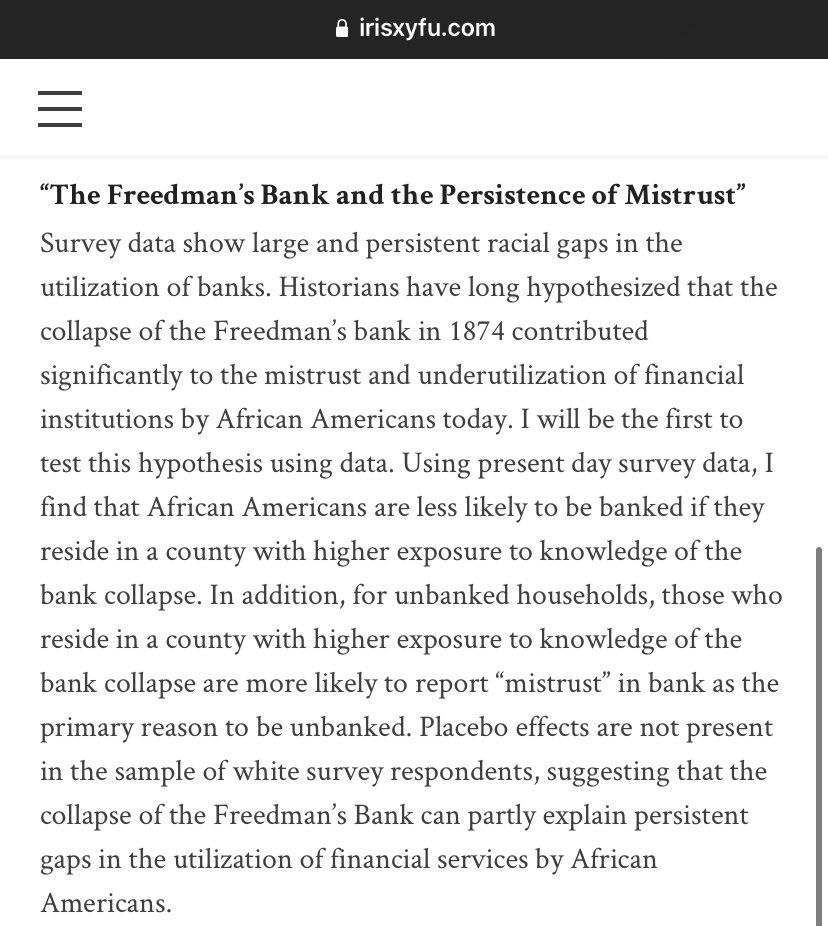 irisxyfu.com
“The Freedman’s Bank and the Persistence of Mistrust”
Survey data show large and persistent racial gaps in the
utilization of banks. Historians have long hypothesized that the
collapse of the Freedman’s bank in 1874 contributed
significantly to the mistrust and underutilization of financial
institutions by African Americans today. I will be the first to
test this hypothesis using data. Using present day survey data, I
find that African Americans are less likely to be banked if they
reside in a county with higher exposure to knowledge of the
bank collapse. In addition, for unbanked households, those who
reside in a county with higher exposure to knowledge of the
bank collapse are more likely to report “mistrust” in bank as the
primary reason to be unbanked. Placebo effects are not present
in the sample of white survey respondents, suggesting that the
collapse of the Freedman’s Bank can partly explain persistent
gaps in the utilization of financial services by African
Americans.